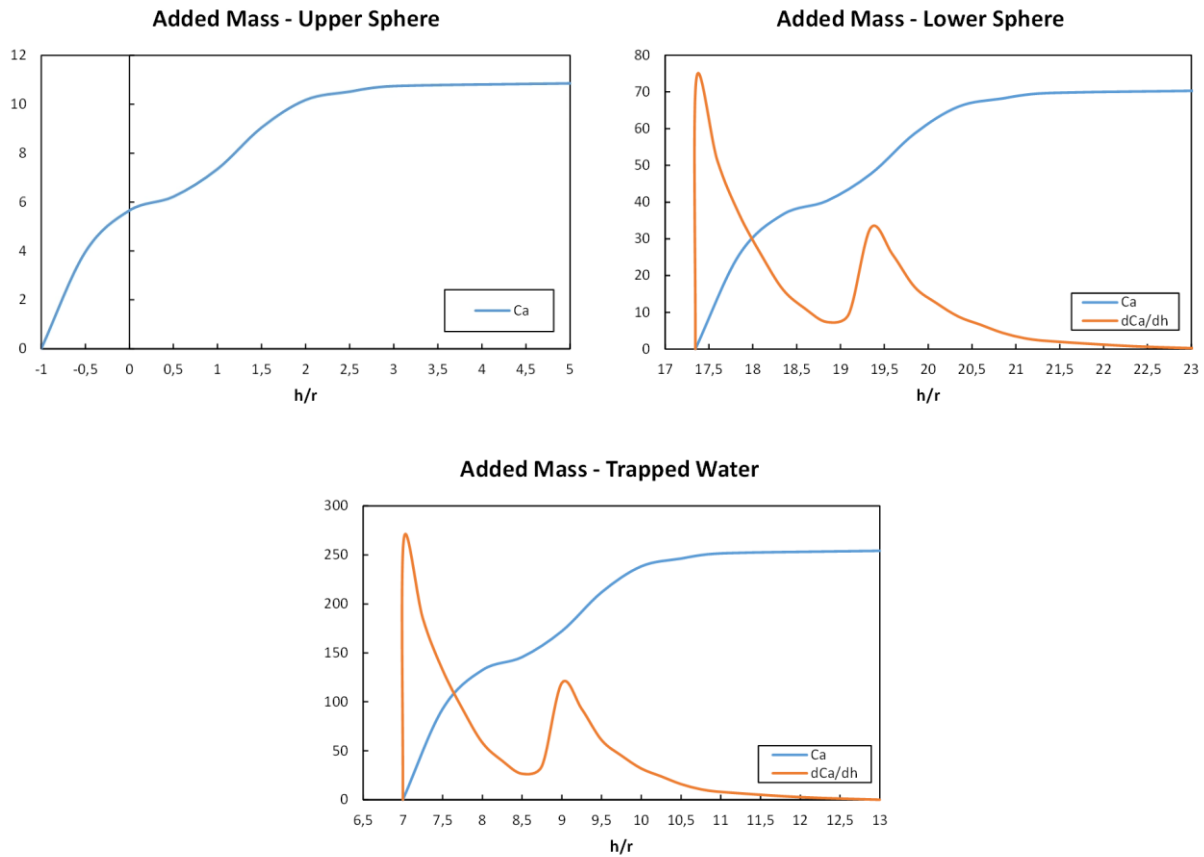 Added Mass - Upper Sphere
12
10
8
6
4
2
0
-1 -0,5 0 0,5 1 1,5 2 2,5 3 3,5 4 4,5 5
h/r
Ca
Added Mass - Lower Sphere
80
70
60
50
40
30
20
10
0
17 17,5 18 18,5 19 19,5 20 20,5 21 21,5 22 22,5 23
h/r
Ca
dCa/dh
Added Mass - Trapped Water
300
250
200
150
100
50
0
6,5 7 7,5 8 8,5 9 9,5 10 10,5 11 11,5 12 12,5 13
h/r
Ca
dCa/dh